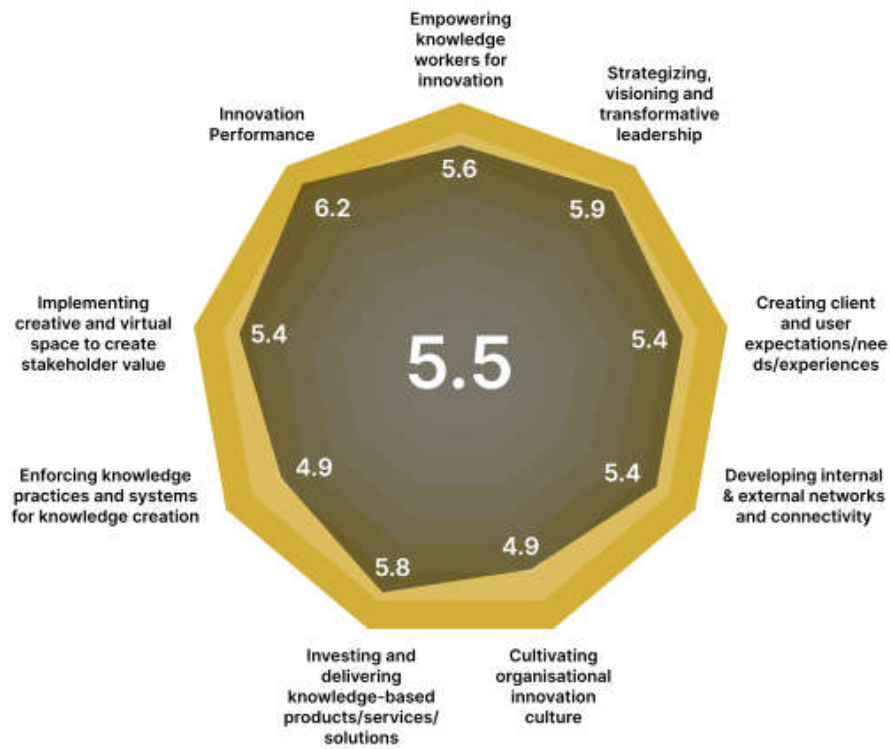 Empowering
knowledge
workers for
innovation
Strategizing,
visioning and
transformative
leadership
Innovation
Performance
5.6
6.2
5.9
Implementing
creative and virtual
space to create
stakeholder value
5.4
5.5
5.4
Creating client
and user
expectations/nee
ds/experiences
Enforcing knowledge
practices and systems
for knowledge creation
4.9
5.4
Developing internal
& external networks
and connectivity
5.8
4.9
Investing and
delivering
knowledge-based
products/services/
solutions
Cultivating
organisational
innovation
culture